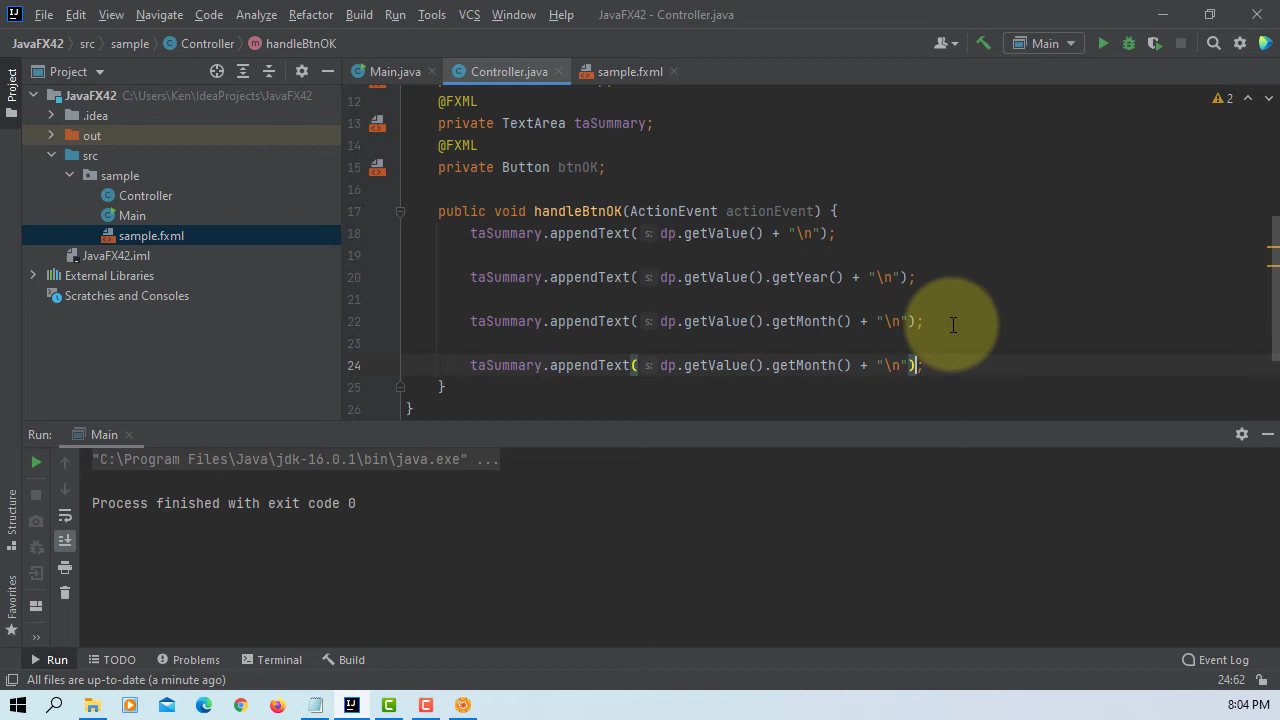 File Edit View Navigate Code Analyze Refactor Build Run Tools VCS Window Help JavaFX42 - Controller.java
JavaFX42 src sample Controller handleBtnOK Main
Project Main.java Controller.java sample.fxml
Project
JavaFX42 C:\Users\Ken\IdeaProjects\JavaFX42
.idea
out
src
sample
Controller
Main
sample.fxml
JavaFX42.iml
External Libraries
Scratches and Consoles
2
12 @FXML
13 private TextArea taSummary;
14 @FXML
15 private Button btnOK;
16
17 public void handleBtnOK(ActionEvent actionEvent) {
18 taSummary.appendText( s: dp.getValue() + "\n");
19
20 taSummary.appendText( s: dp.getValue().getYear() + "\n");
21
22 taSummary.appendText( s: dp.getValue().getMonth() + "\n");
23
24 taSummary.appendText( s: dp.getValue().getMonth() + "\n");
25 }
26 }
Run: Main
"C:\Program Files\Java\jdk-16.0.1\bin\java.exe" ...
Process finished with exit code 0
Structure
Favorites
Run TODO Problems Terminal Build Event Log
All files are up-to-date (a minute ago) 24:62
8:04 PM